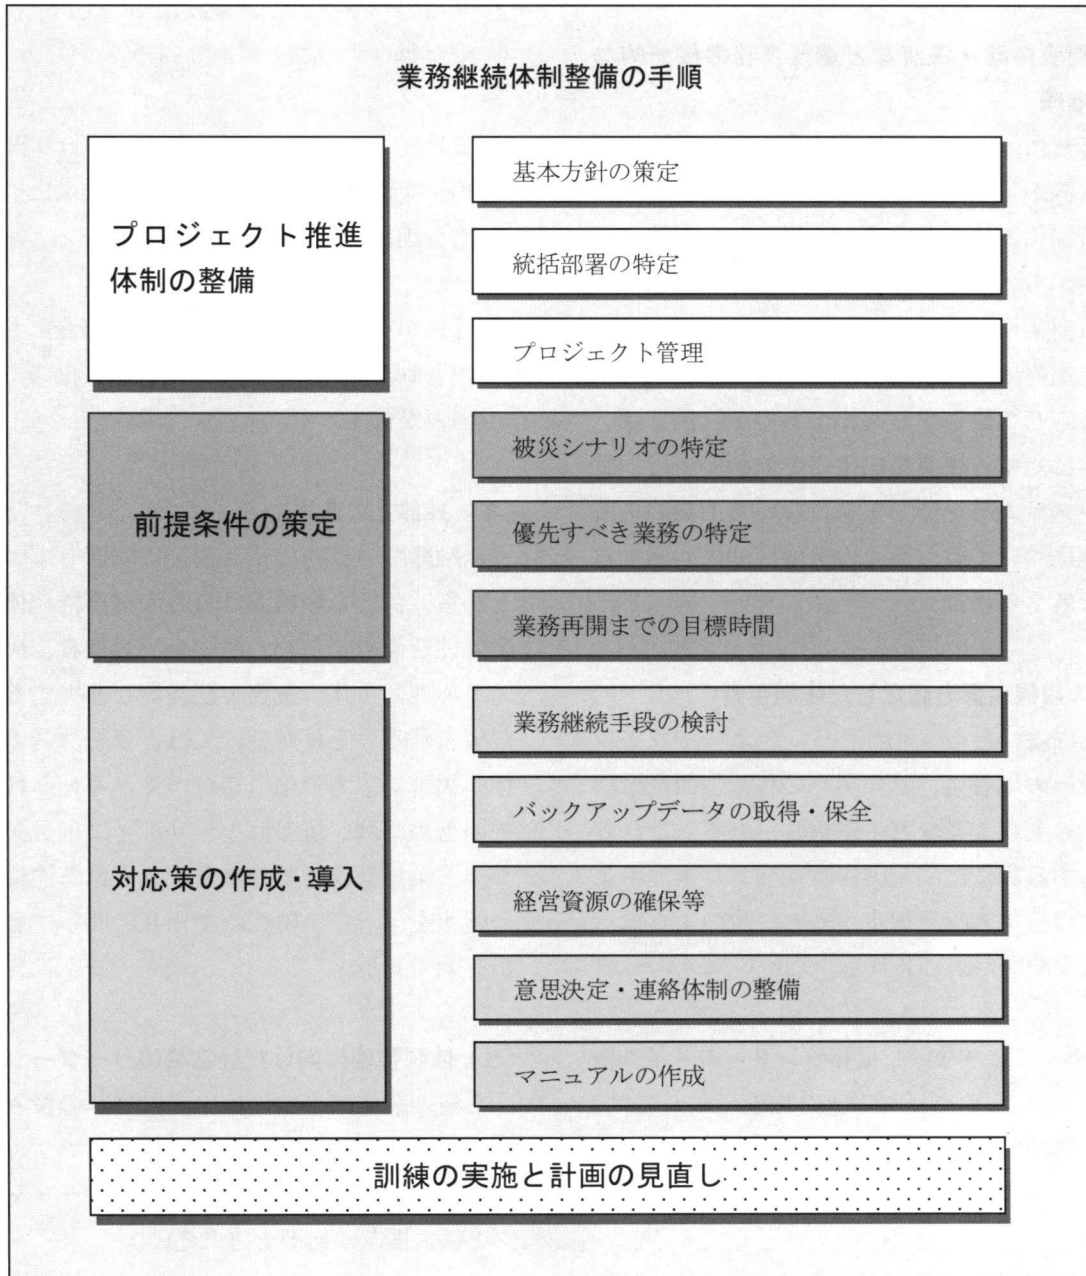 業務継続体制整備の手順
プロジェクト推進
体制の整備
基本方針の策定
統括部署の特定
プロジェクト管理
前提条件の策定
被災シナリオの特定
優先すべき業務の特定
業務再開までの目標時間
対応策の作成・導入
業務継続手段の検討
バックアップデータの取得・保全
経営資源の確保等
意思決定・連絡体制の整備
マニュアルの作成
訓練の実施と計画の見直し